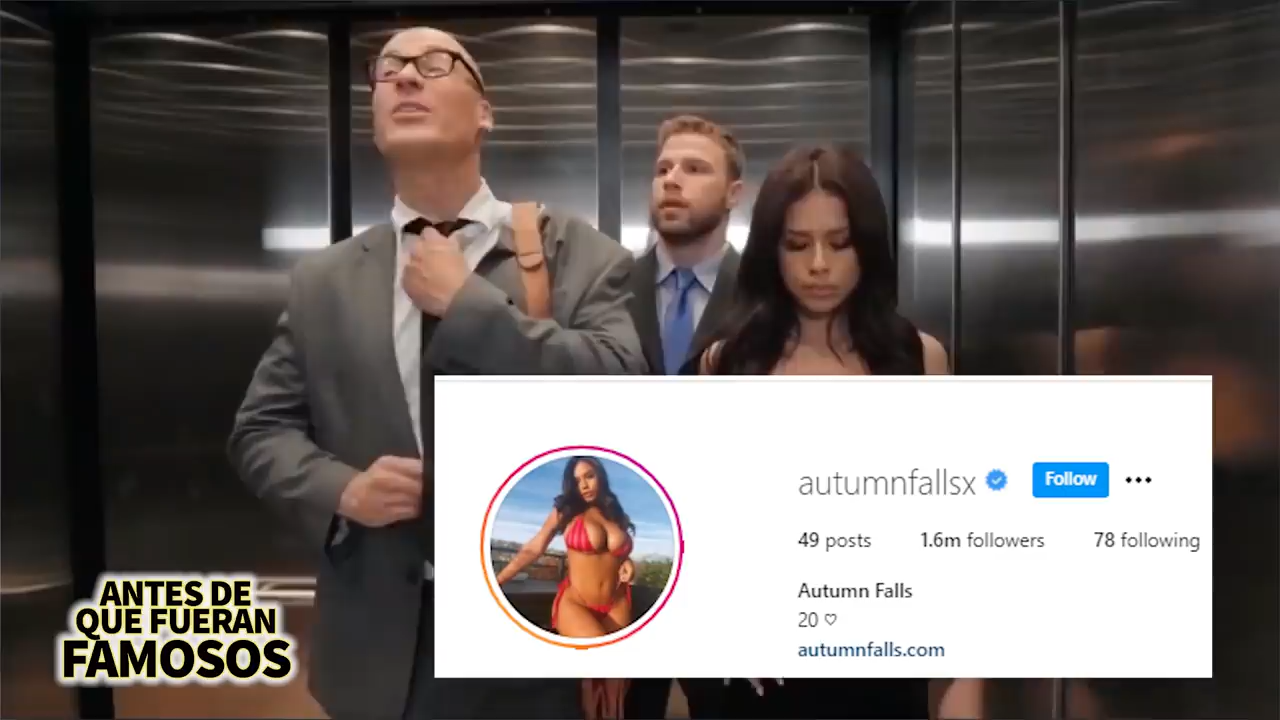 autumnfallsx Follow
49 posts 1.6m followers 78 following
Autumn Falls
20 ♡
autumnfalls.com
ANTES DE
QUE FUERAN
FAMOSOS